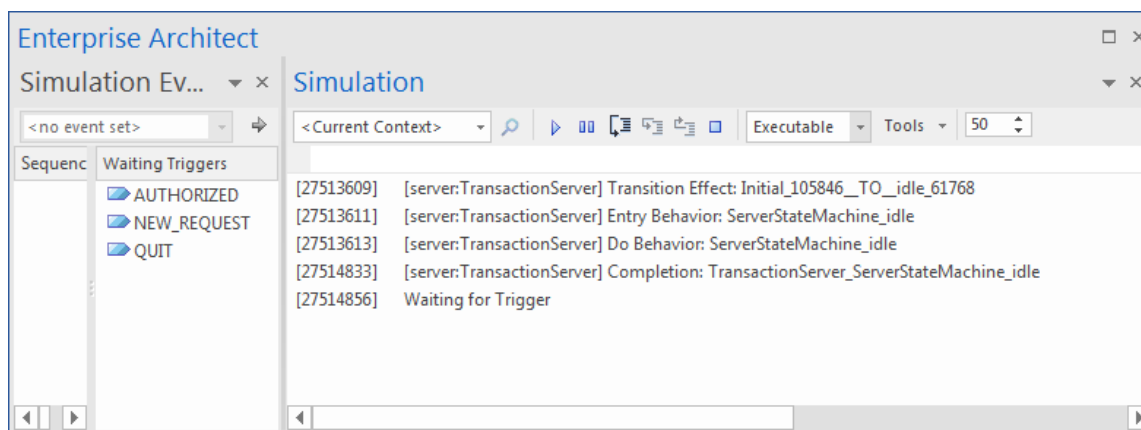 Enterprise Architect
Simulation Ev...
<no event set>
Sequenc Waiting Triggers
AUTHORIZED
NEW_REQUEST
QUIT
Simulation
<Current Context> Executable Tools 50
[27513609] [server:TransactionServer] Transition Effect: Initial_105846__TO__idle_61768
[27513611] [server:TransactionServer] Entry Behavior: ServerStateMachine_idle
[27513613] [server:TransactionServer] Do Behavior: ServerStateMachine_idle
[27514833] [server:TransactionServer] Completion: TransactionServer_ServerStateMachine_idle
[27514856] Waiting for Trigger